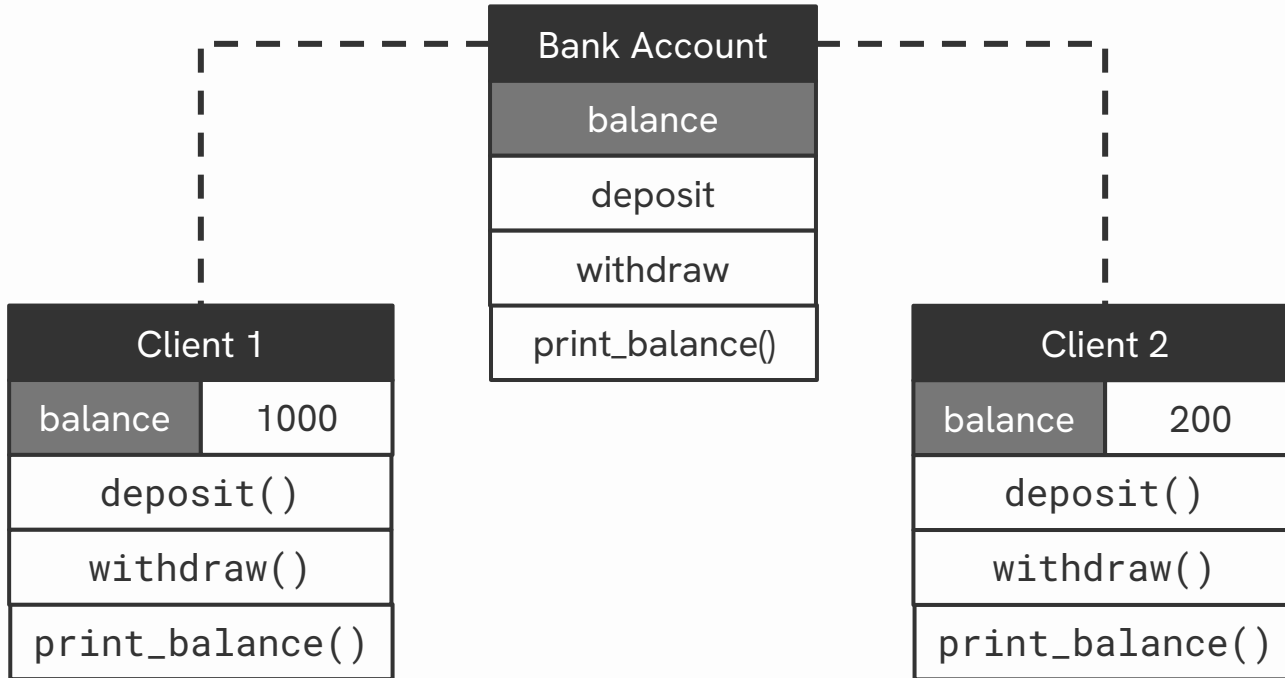 Bank Account
balance
deposit
withdraw
print_balance()
Client 1
balance 1000
deposit()
withdraw()
print_balance()
Client 2
balance 200
deposit()
withdraw()
print_balance()